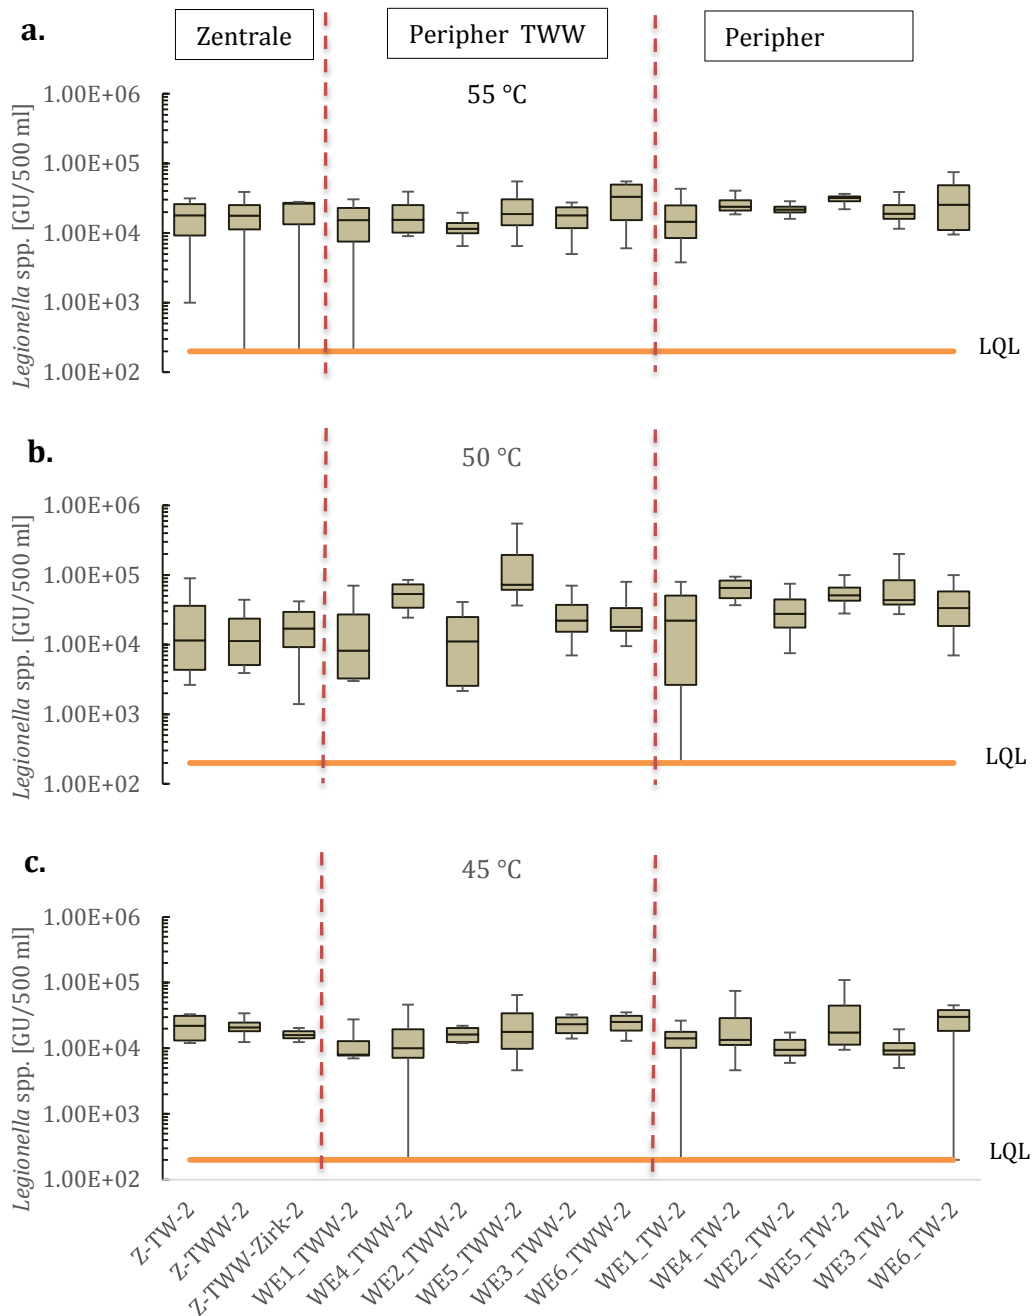 a.
Zentrale
Peripher TWW
Peripher
55 °C
Legionella spp. [GU/500 ml]
1.00E+06
1.00E+05
1.00E+04
1.00E+03
1.00E+02
LQL
b.
50 °C
Legionella spp. [GU/500 ml]
1.00E+06
1.00E+05
1.00E+04
1.00E+03
1.00E+02
LQL
c.
45 °C
Legionella spp. [GU/500 ml]
1.00E+06
1.00E+05
1.00E+04
1.00E+03
1.00E+02
LQL
Z-TW-2
Z-TWW-2
Z-TWW-Zirk-2
WE1_TWW-2
WE4_TWW-2
WE2_TWW-2
WE5_TWW-2
WE3_TWW-2
WE6_TWW-2
WE1_TW-2
WE4_TW-2
WE2_TW-2
WE5_TW-2
WE3_TW-2
WE6_TW-2